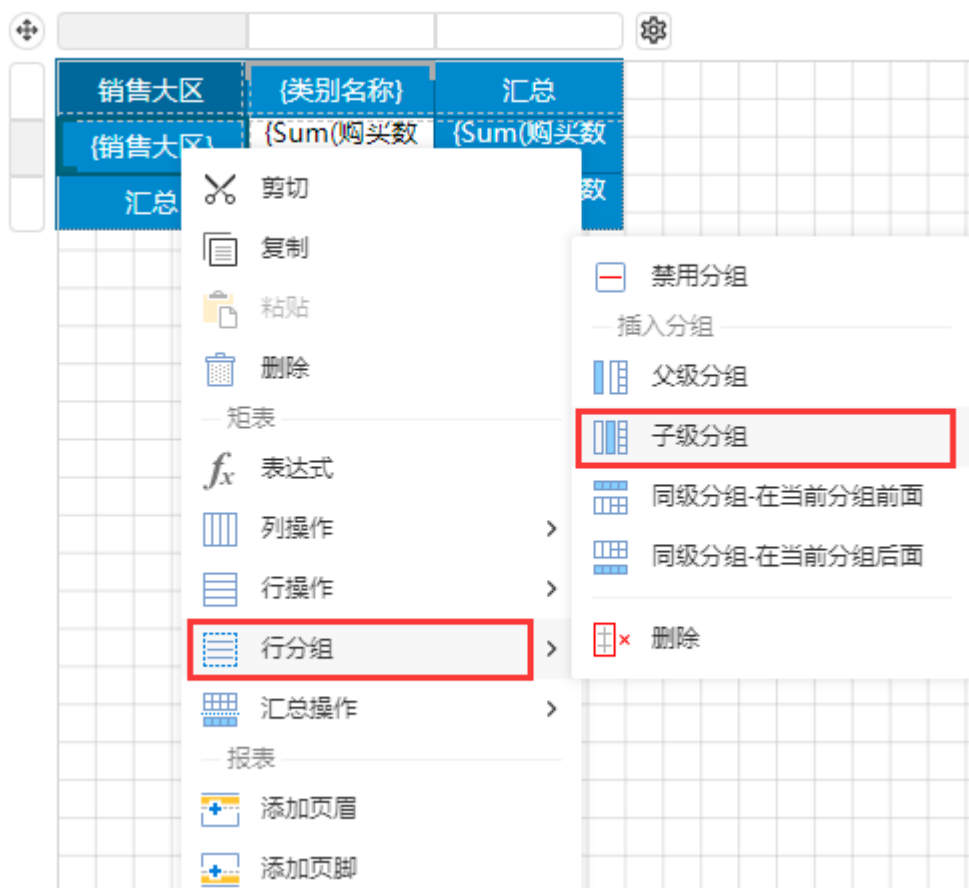 销售大区 {类别名称} 汇总
{销售大区} {Sum(购买数 {Sum(购买数
汇总 数
剪切
复制
粘贴
删除
矩表
fx 表达式
列操作
行操作
行分组
汇总操作
报表
添加页眉
添加页脚
禁用分组
插入分组
父级分组
子级分组
同级分组-在当前分组前面
同级分组-在当前分组后面
删除